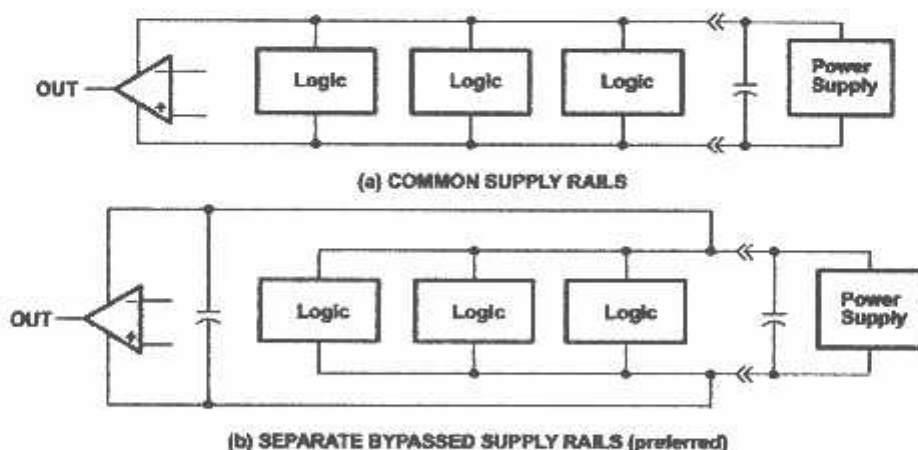 OUT
Logic
Logic
Logic
Power
Supply
(a) COMMON SUPPLY RAILS
OUT
Logic
Logic
Logic
Power
Supply
(b) SEPARATE BYPASSED SUPPLY RAILS (preferred)